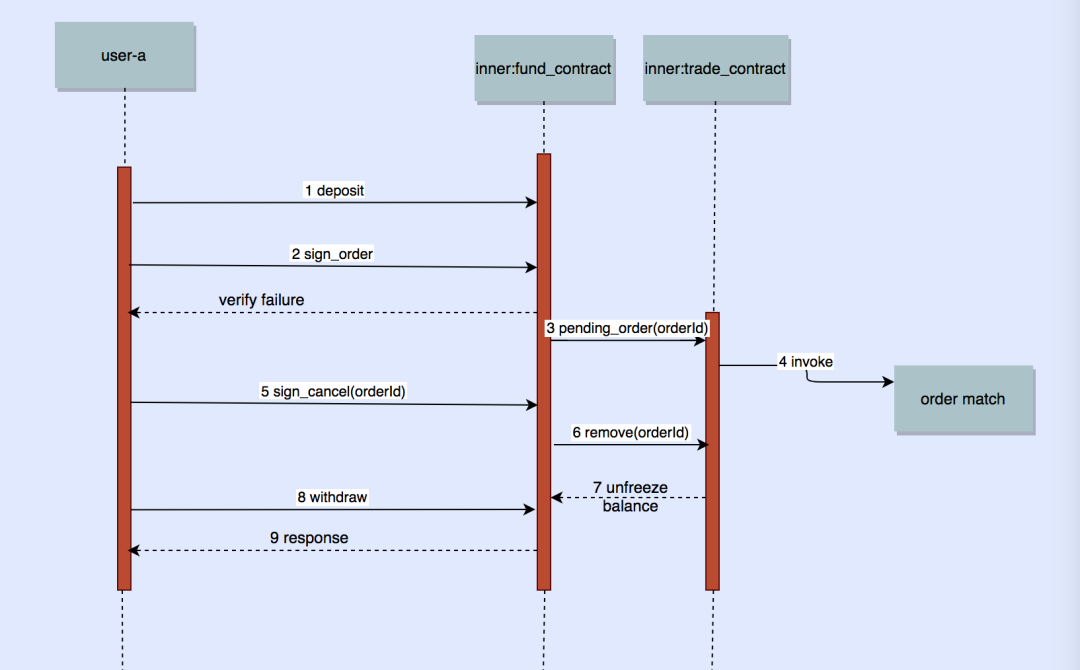 user-a
inner:fund_contract
inner:trade_contract
1 deposit
2 sign_order
verify failure
3 pending_order(orderId)
4 invoke
order match
5 sign_cancel(orderId)
6 remove(orderId)
7 unfreeze
balance
8 withdraw
9 response